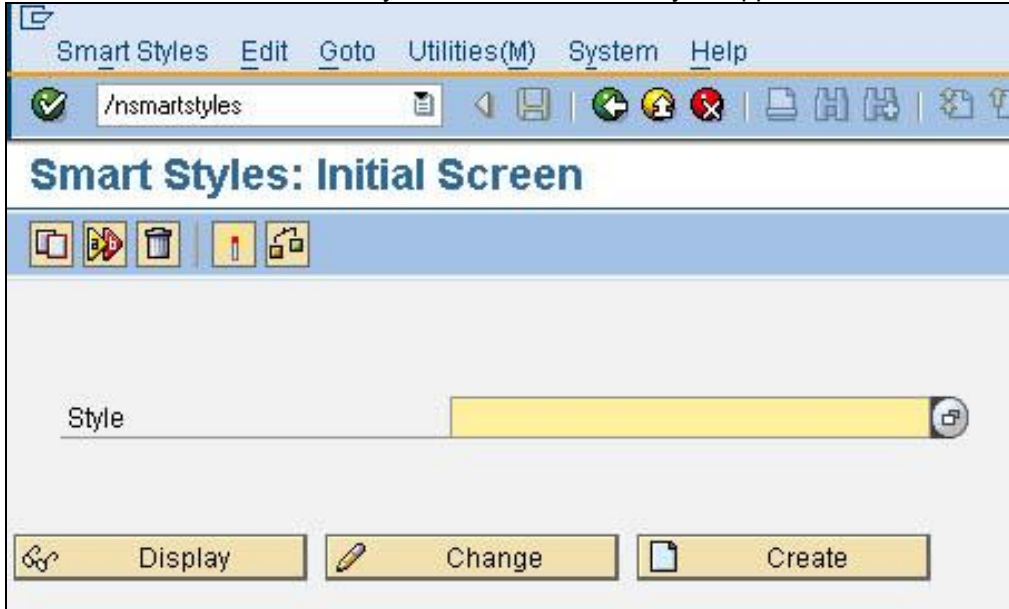 Smart Styles Edit Goto Utilities(M) System Help
/nsmartstyles
Smart Styles: Initial Screen
Style
Display Change Create